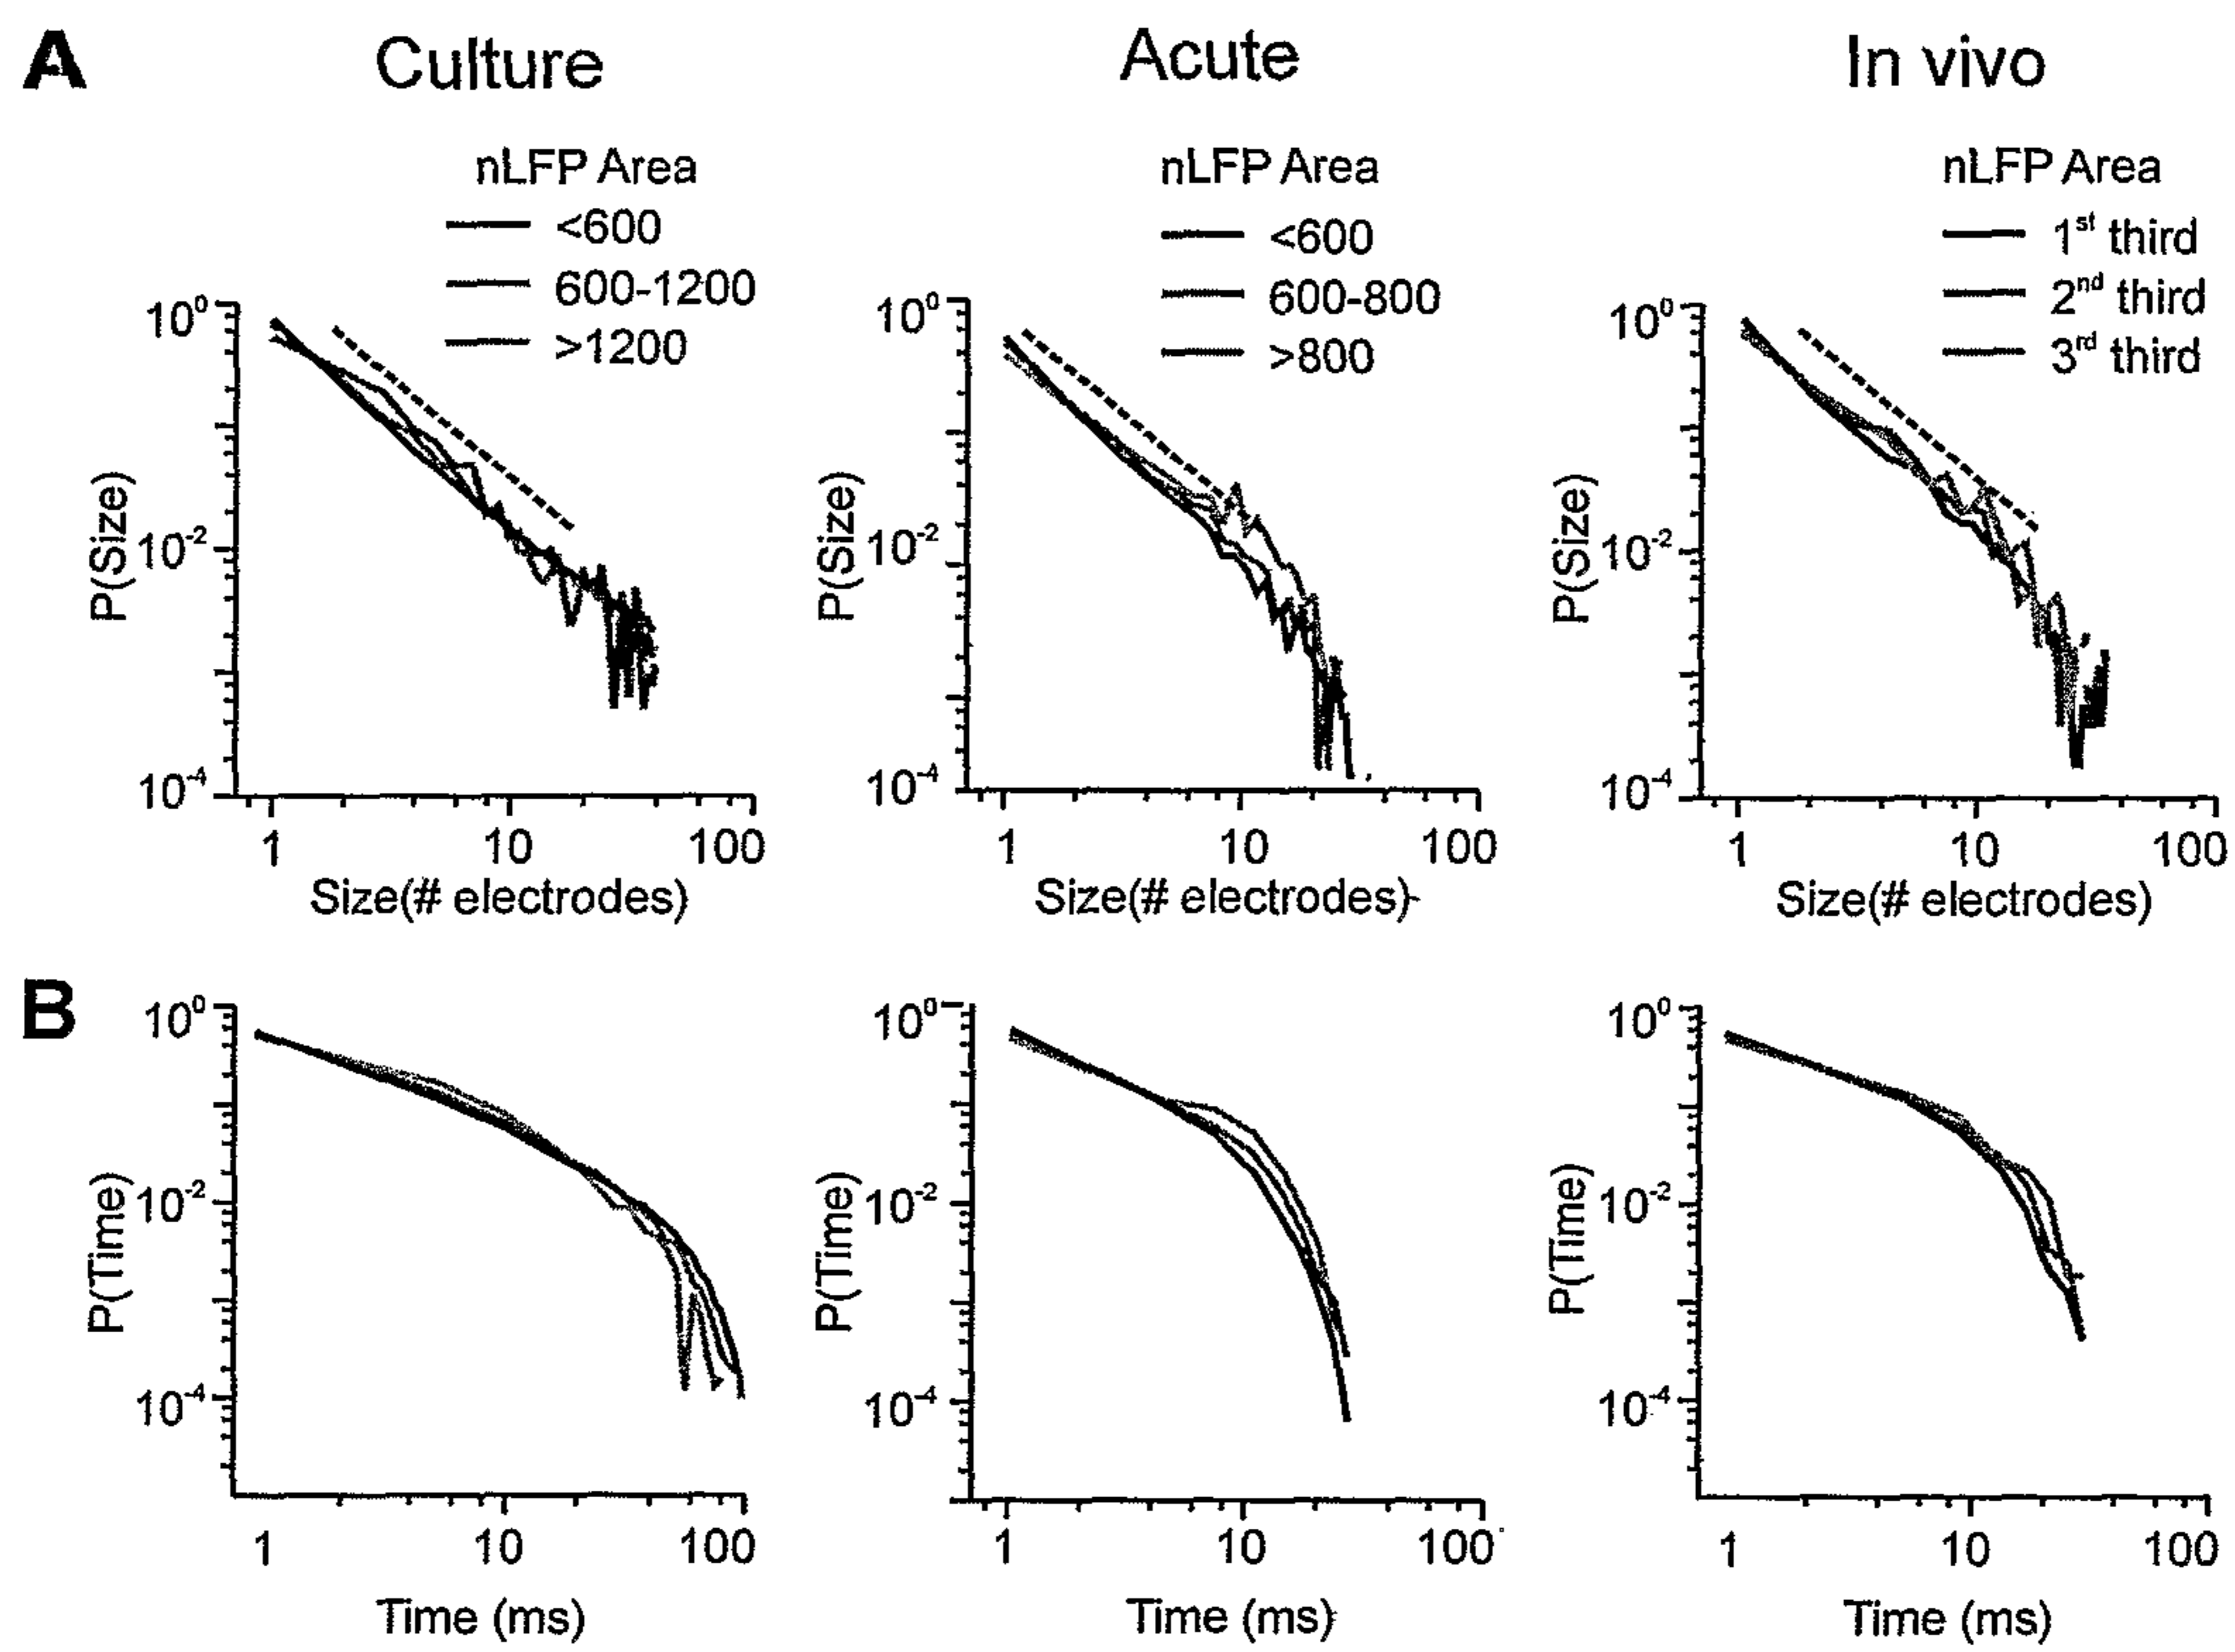 A
Culture
Acute
In vivo
nLFP Area
<600
600-1200
>1200
nLFP Area
<600
600-800
>800
nLFP Area
1st third
2nd third
3rd third
P(Size)
10^0
10^-2
10^-4
1 10 100
Size(# electrodes)
P(Size)
10^0
10^-2
10^-4
1 10 100
Size(# electrodes)
P(Size)
10^0
10^-2
10^-4
1 10 100
Size(# electrodes)
B
P(Time)
10^0
10^-2
10^-4
1 10 100
Time (ms)
P(Time)
10^0
10^-2
10^-4
1 10 100
Time (ms)
P(Time)
10^0
10^-2
10^-4
1 10 100
Time (ms)